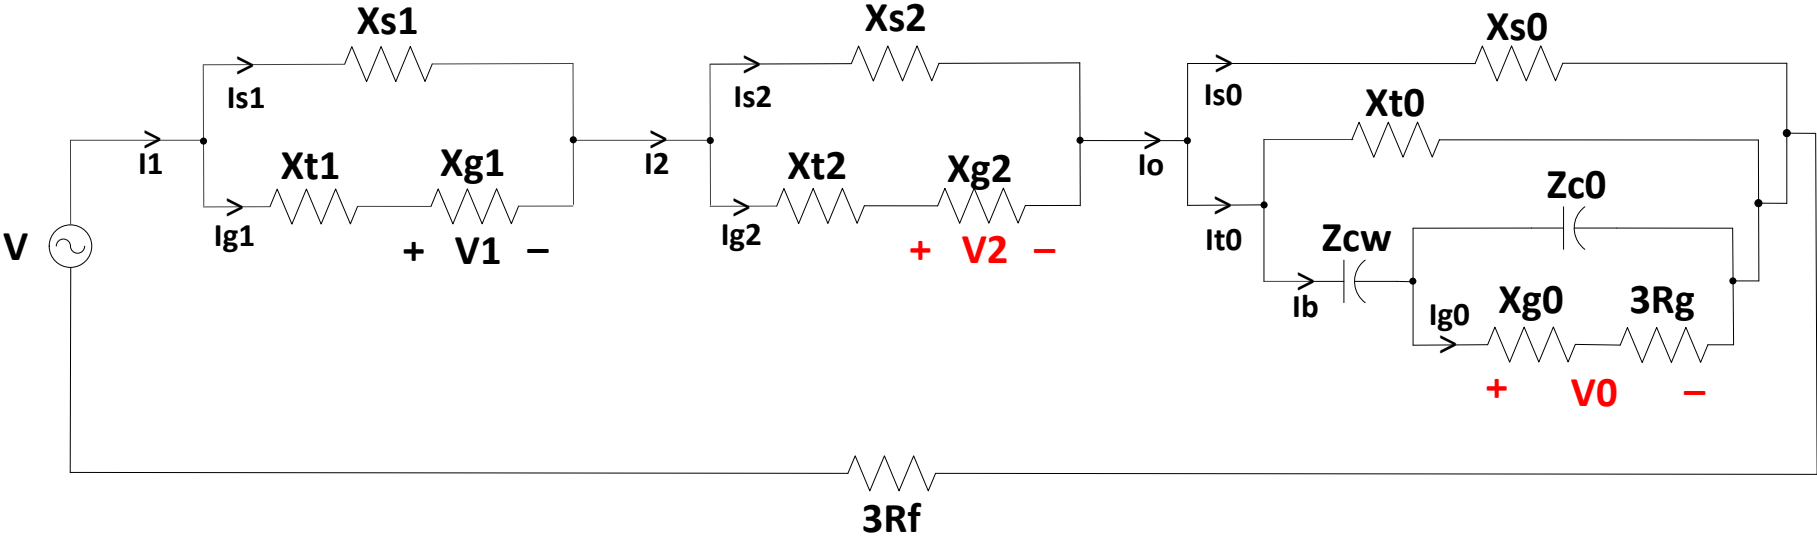 Xs1
Xs2
Xs0
Is1
Is2
Is0
Xt0
I1
Xt1
Xg1
I2
Xt2
Xg2
Io
Zc0
Ig1
+ V1 −
Ig2
+ V2 −
It0
Zcw
V
Ib
Ig0
Xg0
3Rg
+ V0 −
3Rf